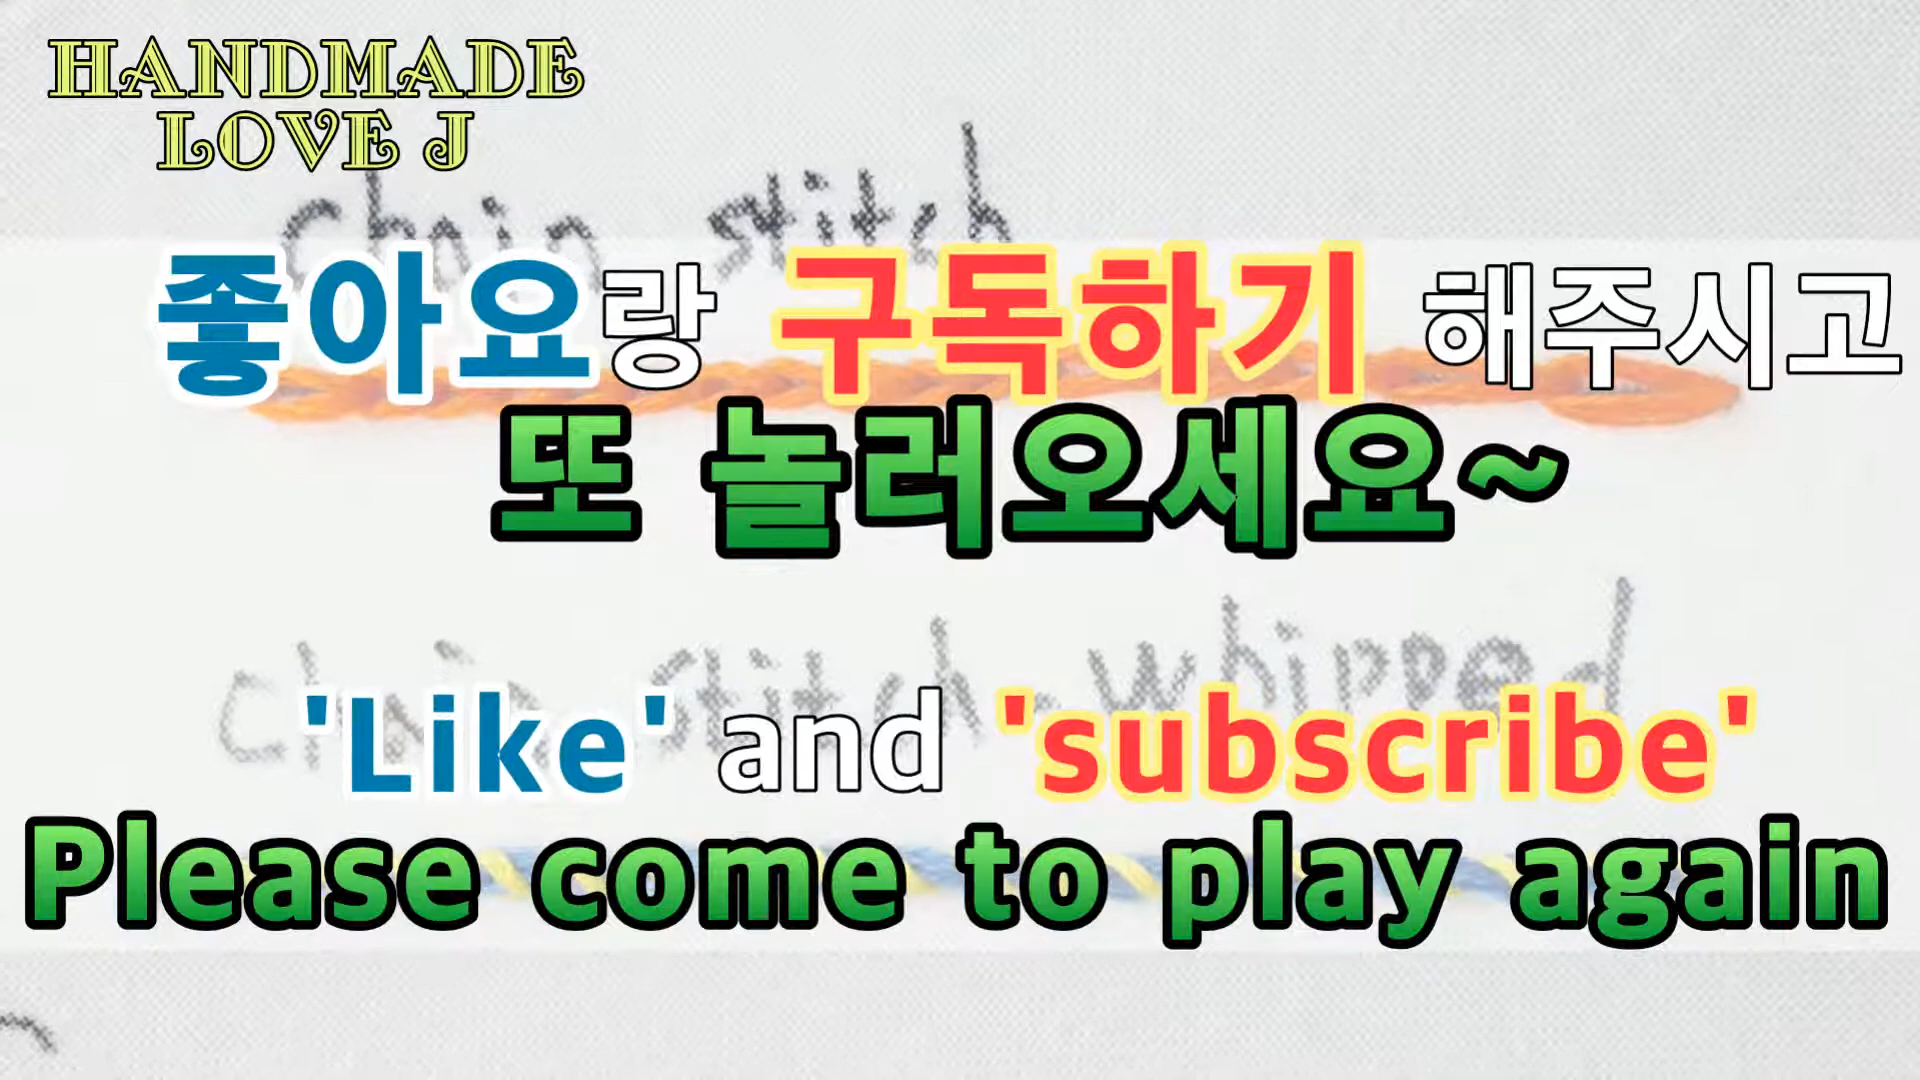 HANDMADE
LOVE J
chain stitch
좋아요랑 구독하기 해주시고
또 놀러오세요~
chain stitch-whipped
'Like' and 'subscribe'
Please come to play again